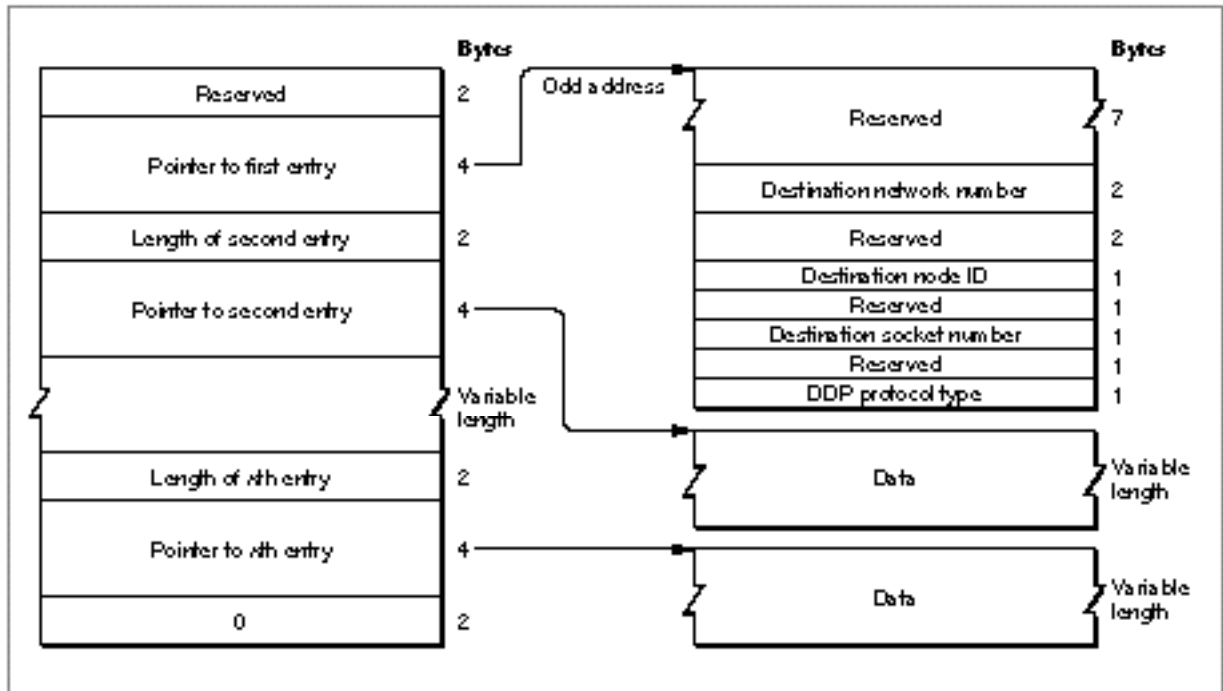 Bytes
Reserved
2
Pointer to first entry
4
Length of second entry
2
Pointer to second entry
4
Variable
length
Length of nth entry
2
Pointer to nth entry
4
0
2
Odd address
Bytes
Reserved
7
Destination network number
2
Reserved
2
Destination node ID
1
Reserved
1
Destination socket number
1
Reserved
1
DDP protocol type
1
Data
Variable
length
Data
Variable
length